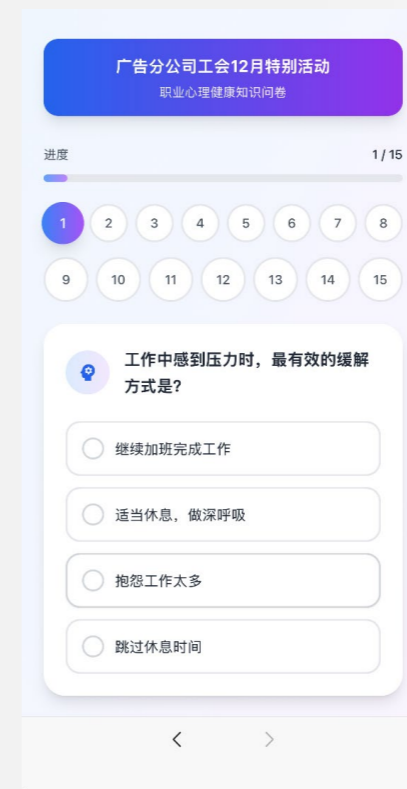 广告分公司工会12月特别活动
职业心理健康知识问卷
进度 1 / 15
1 2 3 4 5 6 7 8
9 10 11 12 13 14 15
工作中感到压力时，最有效的缓解
方式是?
继续加班完成工作
适当休息，做深呼吸
抱怨工作太多
跳过休息时间